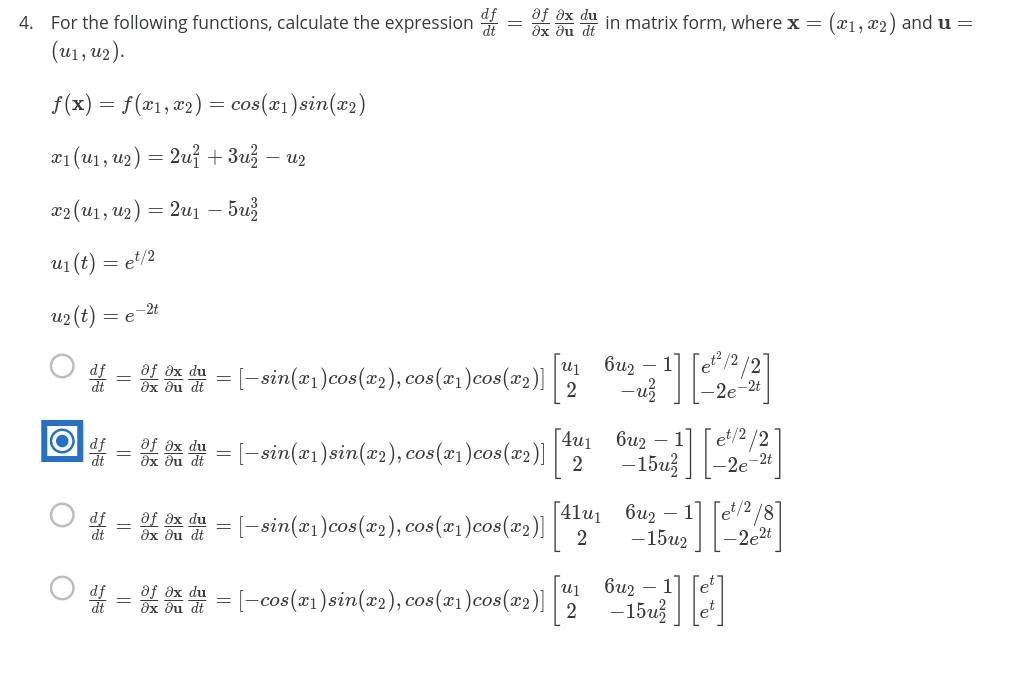 4. For the following functions, calculate the expression df/dt = ∂f/∂𝐱 ∂𝐱/∂𝐮 d𝐮/dt in matrix form, where 𝐱 = (x₁, x₂) and 𝐮 =
(u₁, u₂).
f(𝐱) = f(x₁, x₂) = cos(x₁)sin(x₂)
x₁(u₁, u₂) = 2u₁² + 3u₂² − u₂
x₂(u₁, u₂) = 2u₁ − 5u₂³
u₁(t) = e^{t/2}
u₂(t) = e^{−2t}
df/dt = ∂f/∂𝐱 ∂𝐱/∂𝐮 d𝐮/dt = [−sin(x₁)cos(x₂), cos(x₁)cos(x₂)] [u₁ 6u₂ − 1; 2 −u₂²] [e^{t²/2}/2; −2e^{−2t}]
df/dt = ∂f/∂𝐱 ∂𝐱/∂𝐮 d𝐮/dt = [−sin(x₁)sin(x₂), cos(x₁)cos(x₂)] [4u₁ 6u₂ − 1; 2 −15u₂²] [e^{t/2}/2; −2e^{−2t}]
df/dt = ∂f/∂𝐱 ∂𝐱/∂𝐮 d𝐮/dt = [−sin(x₁)cos(x₂), cos(x₁)cos(x₂)] [41u₁ 6u₂ − 1; 2 −15u₂] [e^{t/2}/8; −2e^{2t}]
df/dt = ∂f/∂𝐱 ∂𝐱/∂𝐮 d𝐮/dt = [−cos(x₁)sin(x₂), cos(x₁)cos(x₂)] [u₁ 6u₂ − 1; 2 −15u₂²] [e^t; e^t]